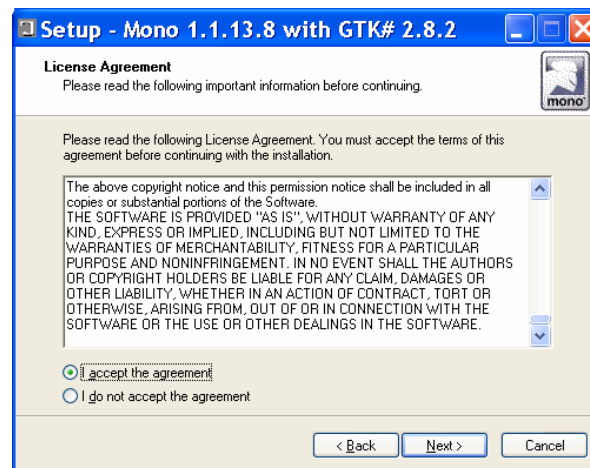 Setup - Mono 1.1.13.8 with GTK# 2.8.2
License Agreement
Please read the following important information before continuing.
mono
Please read the following License Agreement. You must accept the terms of this
agreement before continuing with the installation.
The above copyright notice and this permission notice shall be included in all
copies or substantial portions of the Software.
THE SOFTWARE IS PROVIDED "AS IS", WITHOUT WARRANTY OF ANY
KIND, EXPRESS OR IMPLIED, INCLUDING BUT NOT LIMITED TO THE
WARRANTIES OF MERCHANTABILITY, FITNESS FOR A PARTICULAR
PURPOSE AND NONINFRINGEMENT. IN NO EVENT SHALL THE AUTHORS
OR COPYRIGHT HOLDERS BE LIABLE FOR ANY CLAIM, DAMAGES OR
OTHER LIABILITY, WHETHER IN AN ACTION OF CONTRACT, TORT OR
OTHERWISE, ARISING FROM, OUT OF OR IN CONNECTION WITH THE
SOFTWARE OR THE USE OR OTHER DEALINGS IN THE SOFTWARE.
I accept the agreement
I do not accept the agreement
< Back Next > Cancel